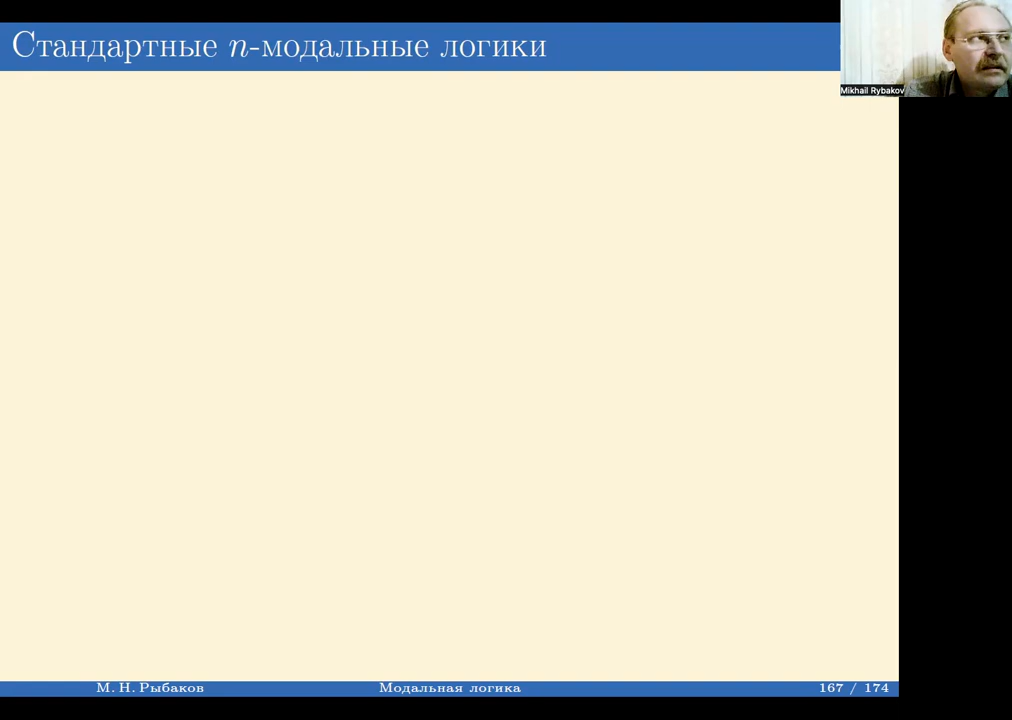 Стандартные n-модальные логики
Mikhail Rybakov
М. Н. Рыбаков Модальная логика 167 / 174